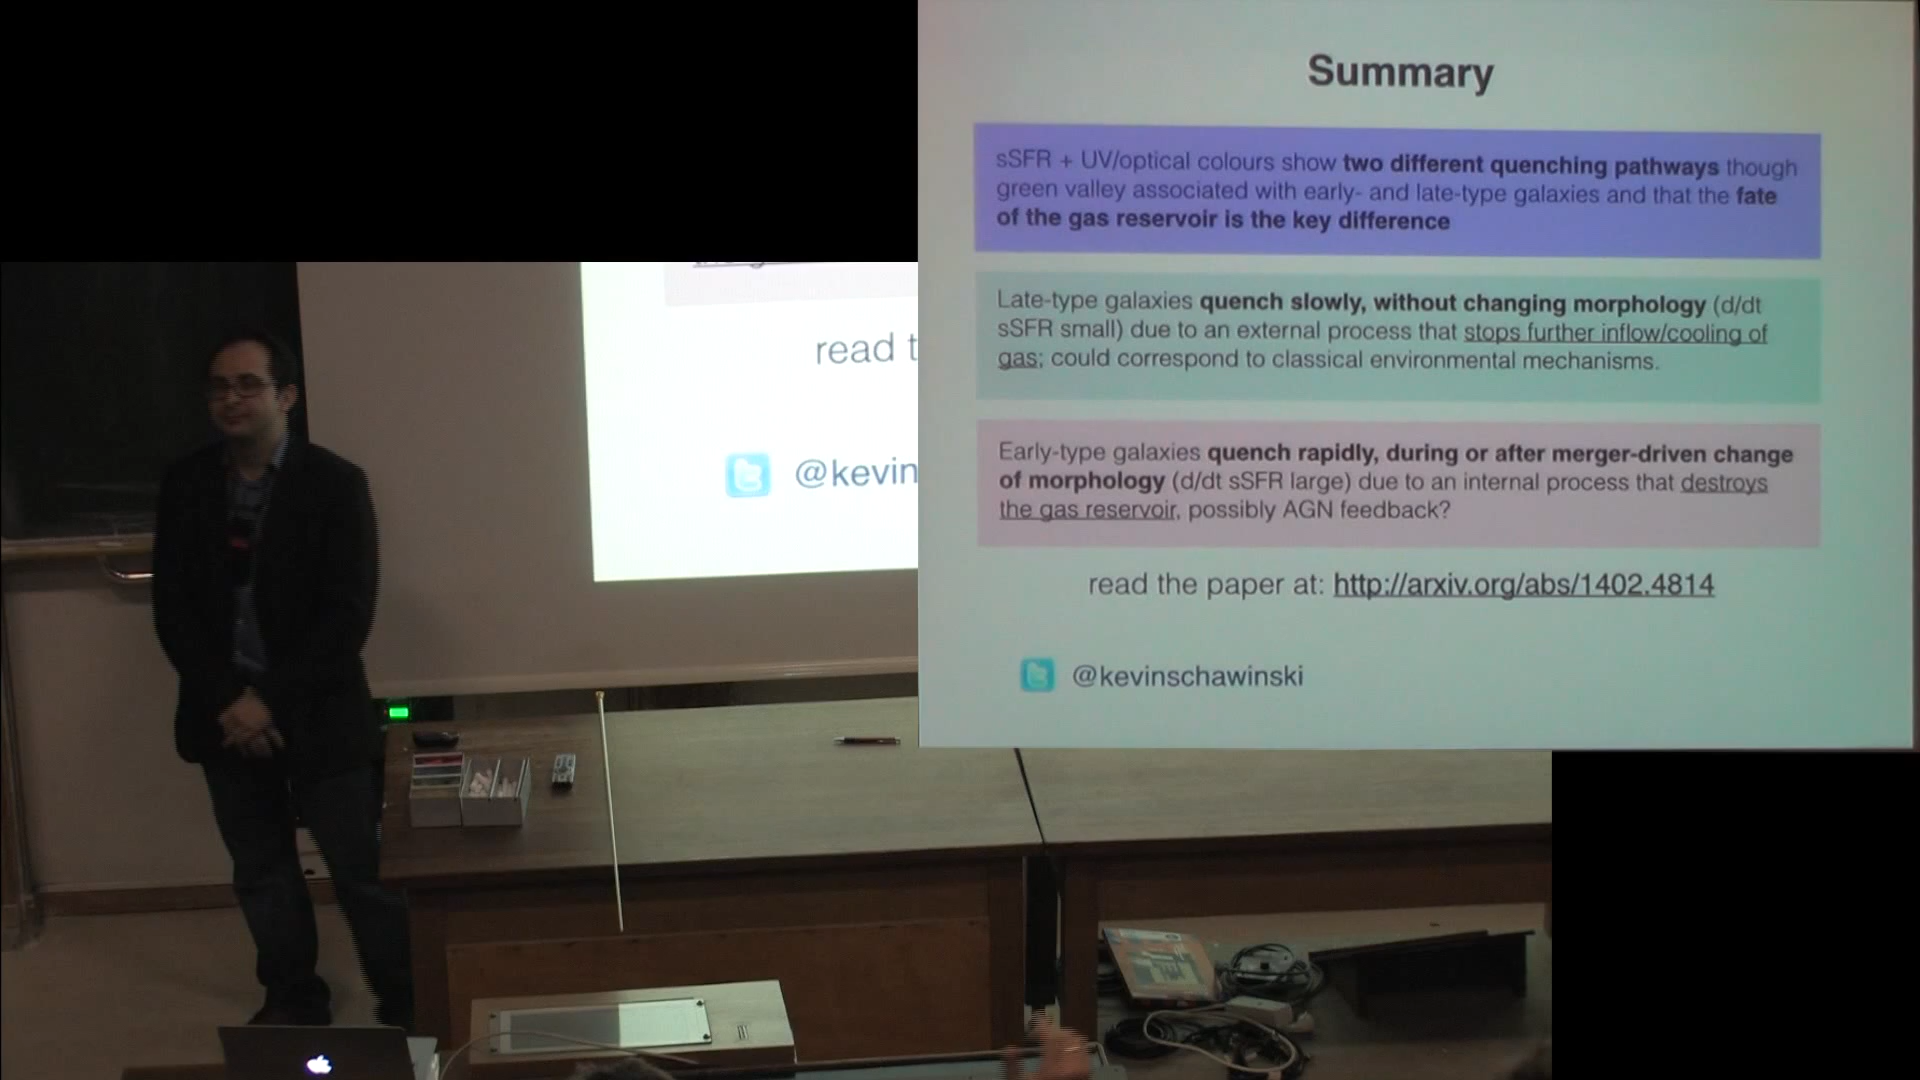 Summary
sSFR + UV/optical colours show two different quenching pathways though
green valley associated with early- and late-type galaxies and that the fate
of the gas reservoir is the key difference
Late-type galaxies quench slowly, without changing morphology (d/dt
sSFR small) due to an external process that stops further inflow/cooling of
gas; could correspond to classical environmental mechanisms.
Early-type galaxies quench rapidly, during or after merger-driven change
of morphology (d/dt sSFR large) due to an internal process that destroys
the gas reservoir, possibly AGN feedback?
read the paper at: http://arxiv.org/abs/1402.4814
@kevinschawinski
read t
@kevin